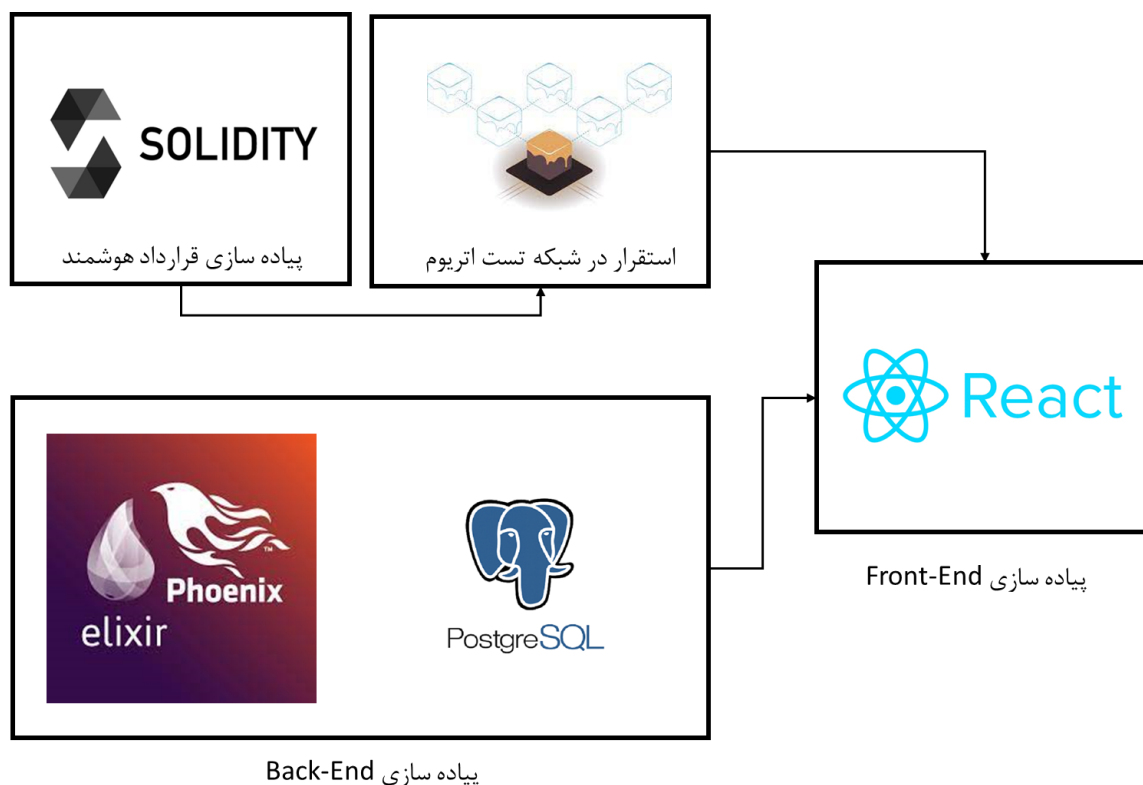 SOLIDITY
پیاده سازی قرارداد هوشمند
استقرار در شبکه تست اتریوم
React
پیاده سازی Front-End
Phoenix™
elixir
PostgreSQL
پیاده سازی Back-End